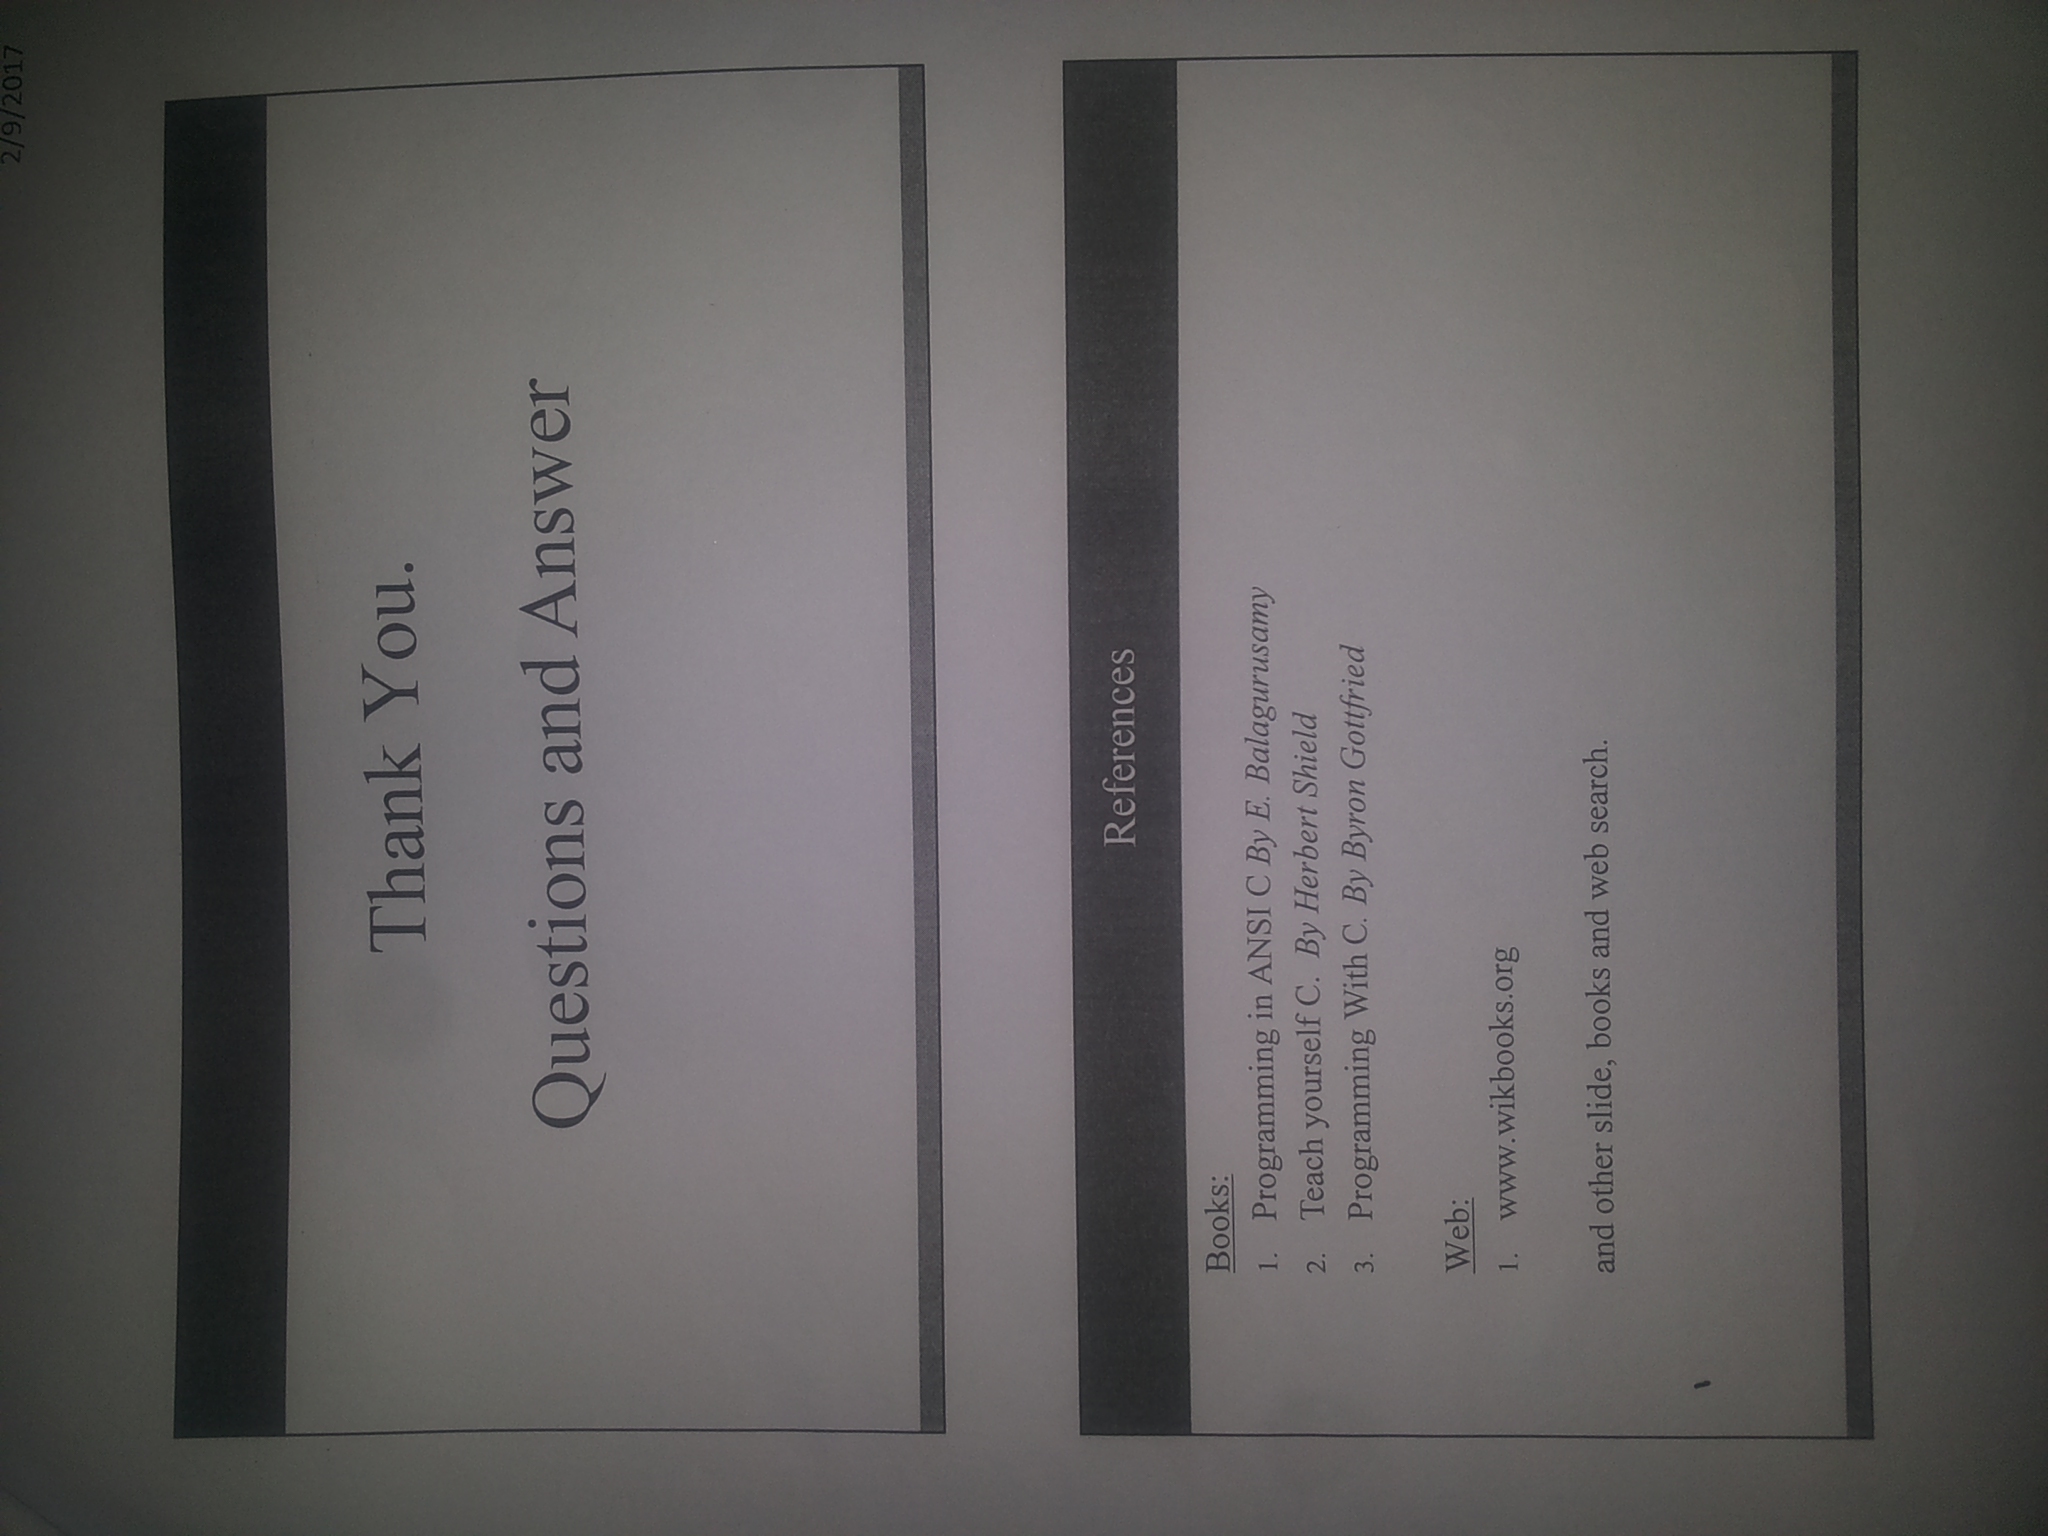 2/9/2017
Thank You.
Questions and Answer
References
Books:
1. Programming in ANSI C By E. Balagurusamy
2. Teach yourself C. By Herbert Shield
3. Programming With C. By Byron Gottfried
Web:
1. www.wikbooks.org
and other slide, books and web search.